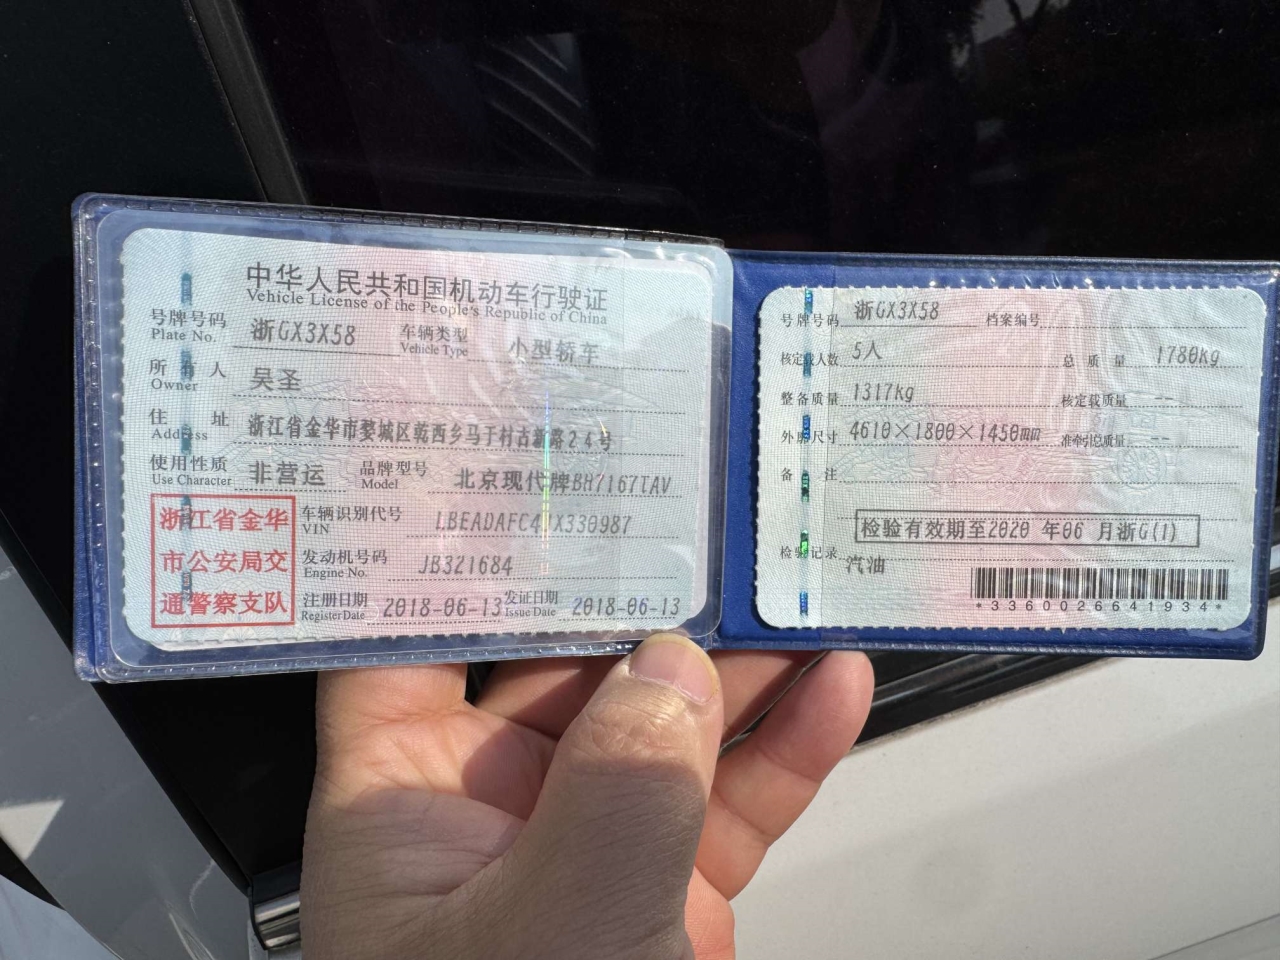 中华人民共和国机动车行驶证
Vehicle License of the People's Republic of China
号牌号码 浙GX3X58 车辆类型 小型轿车
Plate No. Vehicle Type
所有人 吴圣
Owner
住址 浙江省金华市婺城区乾西乡马于村古新路24号
Address
使用性质 非营运 品牌型号 北京现代牌BH7167TAV
Use Character Model
浙江省金华
市公安局交
通警察支队
车辆识别代号
VIN
发动机号码 JB321684
Engine No.
注册日期 2018-06-13 发证日期 2018-06-13
Register Date Issue Date
号牌号码 浙GX3X58 档案编号
核定载人数 5人 总质量 1780kg
整备质量 1317kg 核定载质量 --
外廓尺寸 4610×1800×1450mm 准牵引总质量 --
备注
检验有效期至2020 年06 月浙G(1)
检验记录
汽油
*3360026641934*